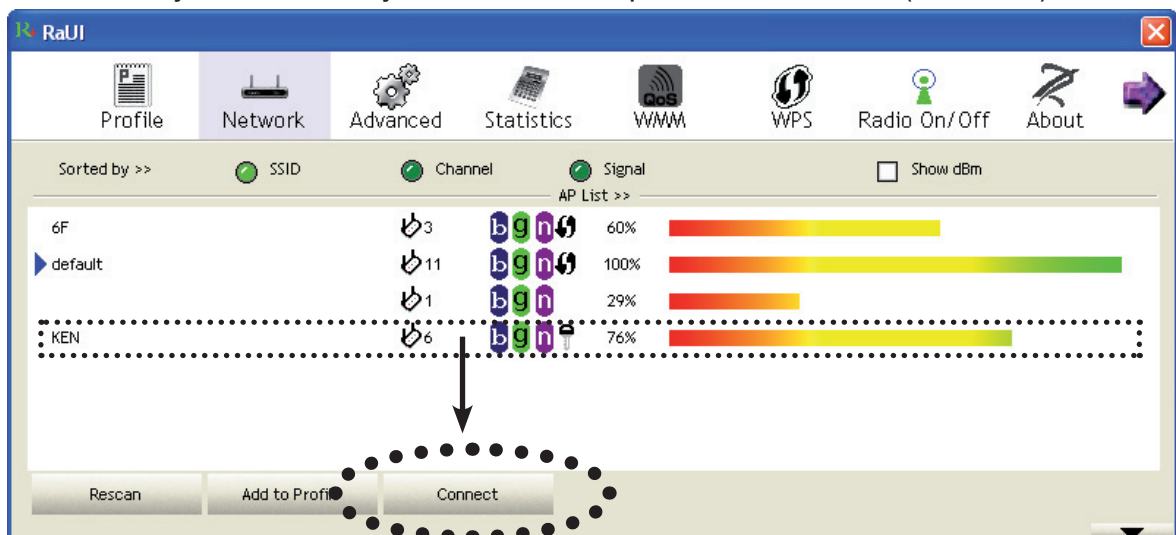 RaUI
Profile Network Advanced Statistics QoS WMM WPS Radio On/Off About
Sorted by >> SSID Channel Signal Show dBm
AP List >>
6F 3 b g n 60%
default 11 b g n 100%
1 b g n 29%
KEN 6 b g n 76%
Rescan Add to Connect